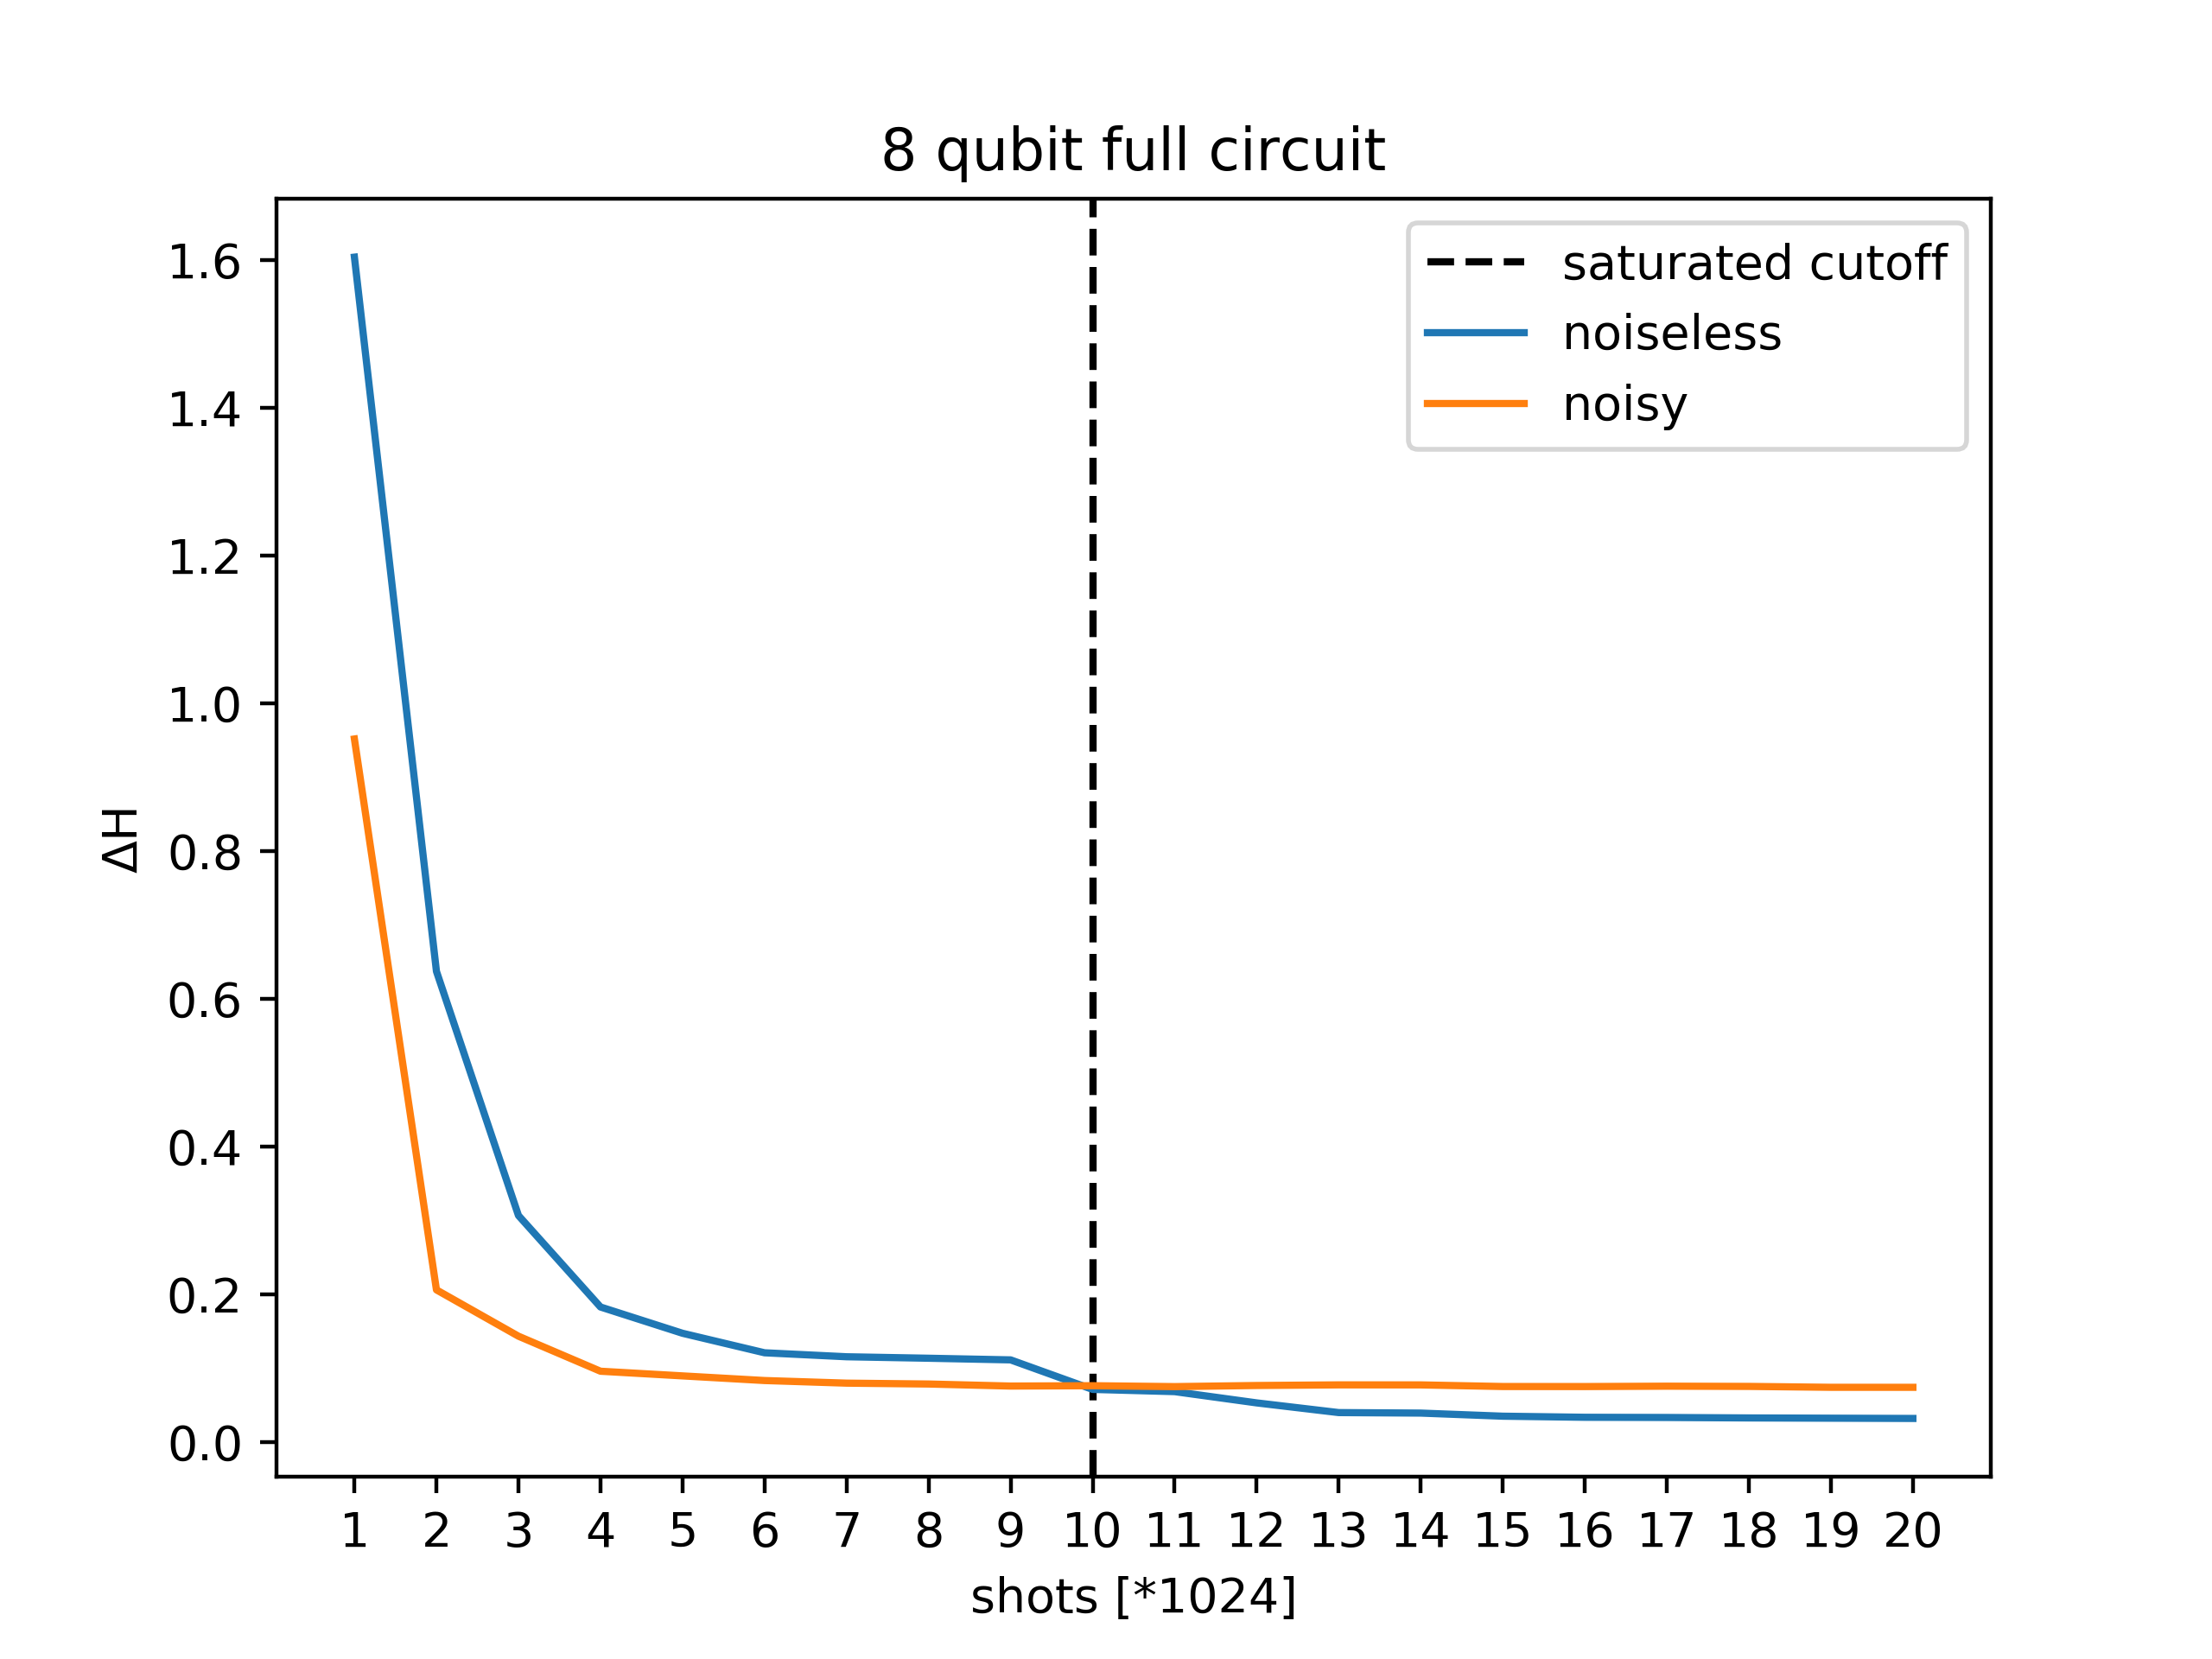 8 qubit full circuit
saturated cutoff
noiseless
noisy
ΔH
1.6
1.4
1.2
1.0
0.8
0.6
0.4
0.2
0.0
1 2 3 4 5 6 7 8 9 10 11 12 13 14 15 16 17 18 19 20
shots [*1024]